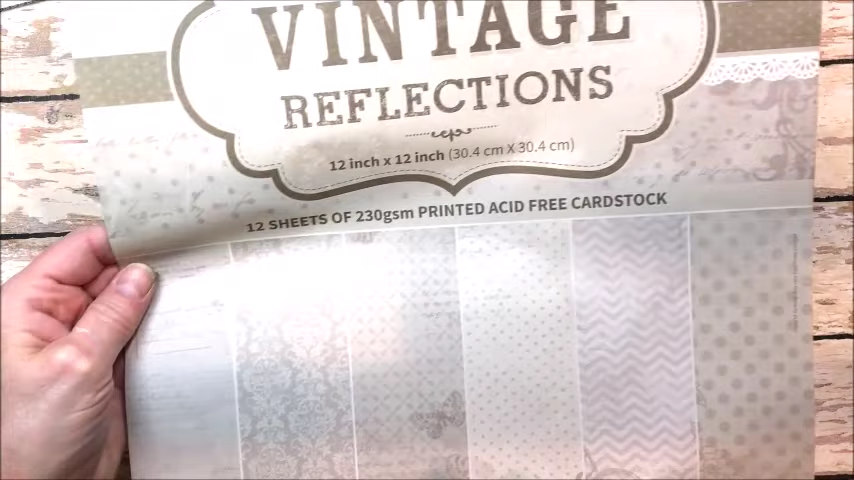 VINTAGE
REFLECTIONS
12 inch x 12 inch (30.4 cm x 30.4 cm)
12 SHEETS OF 230gsm PRINTED ACID FREE CARDSTOCK